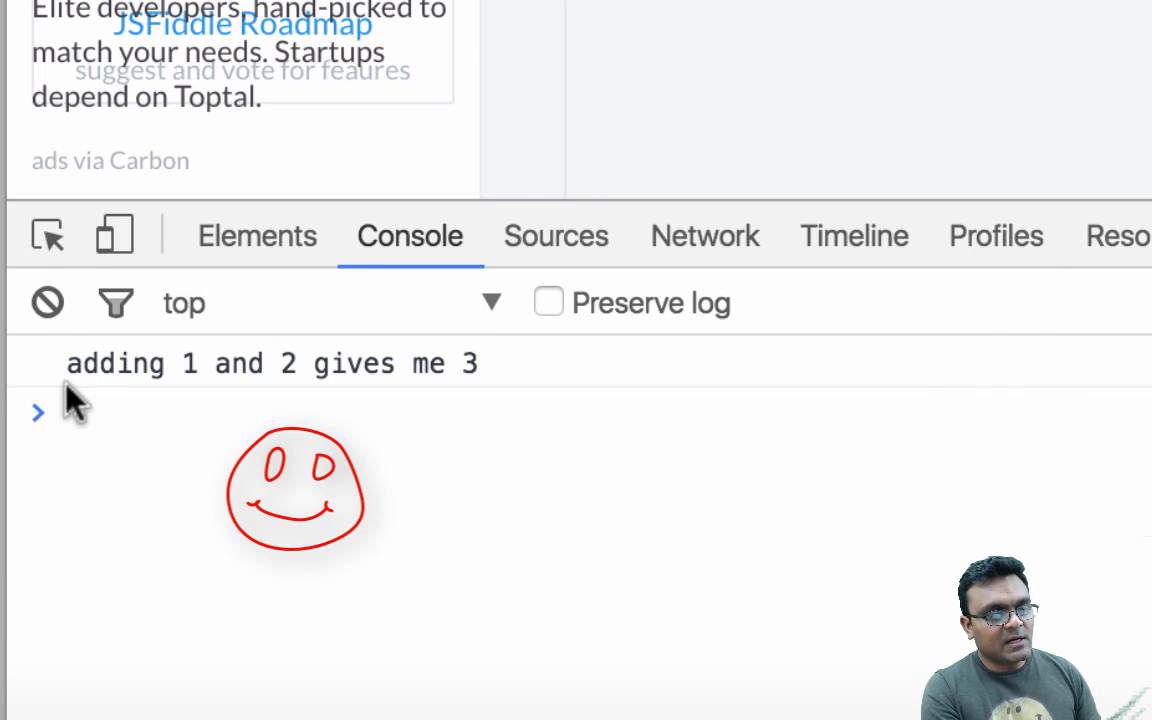 Elite developers, hand-picked to
JSFiddle Roadmap
match your needs. Startups
suggest and vote for feaures
depend on Toptal.
ads via Carbon
Elements Console Sources Network Timeline Profiles Reso
top ▼ Preserve log
adding 1 and 2 gives me 3
>